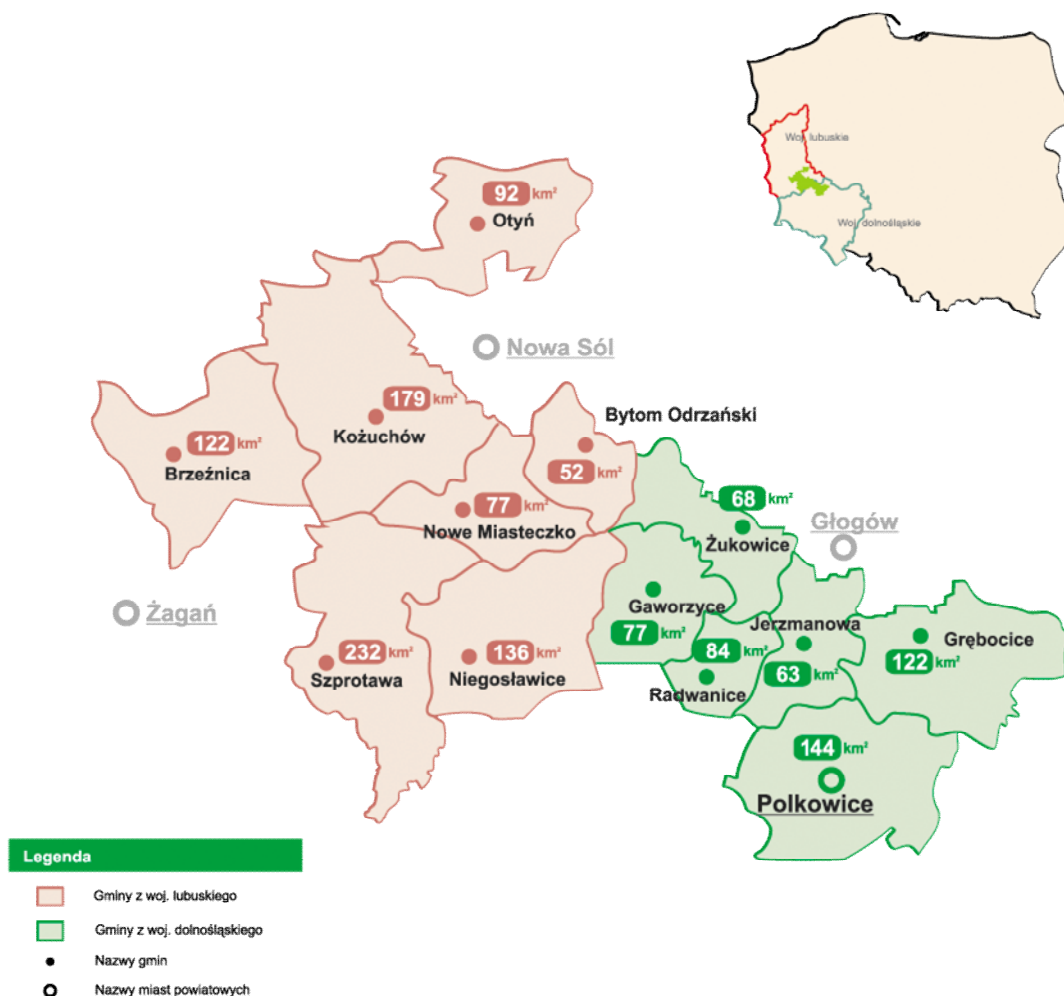 Woj. lubuskie
Woj. dolnośląskie
92 km²
Otyń
Nowa Sól
179 km²
Kożuchów
Bytom Odrzański
122 km²
Brzeźnica
52 km²
77 km²
Nowe Miasteczko
68 km²
Żukowice
Głogów
Gaworzyce
77 km²
Żagań
Jerzmanowa
63 km²
84 km²
Radwanice
Grębocice
122 km²
232 km²
Szprotawa
136 km²
Niegosławice
144 km²
Polkowice
Legenda
Gminy z woj. lubuskiego
Gminy z woj. dolnośląskiego
Nazwy gmin
Nazwy miast powiatowych